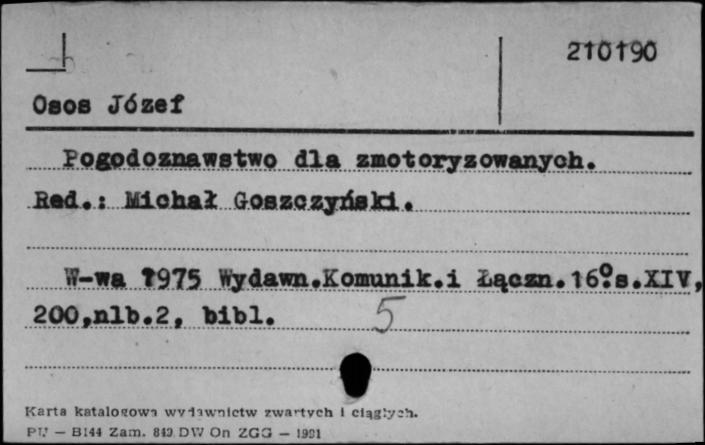 210190
Osos Józef
Pogodoznawstwo dla zmotoryzowanych.
Red.: Michał Goszczyński.
W-wa 1975 Wydawn.Komunik.i Łączn.16º.s.XIV,
200,nlb.2, bibl.
5
Karta katalogowa wydawnictw zwartych i ciągłych.
PU — B144 Zam. 849 DW On ZGG — 1981